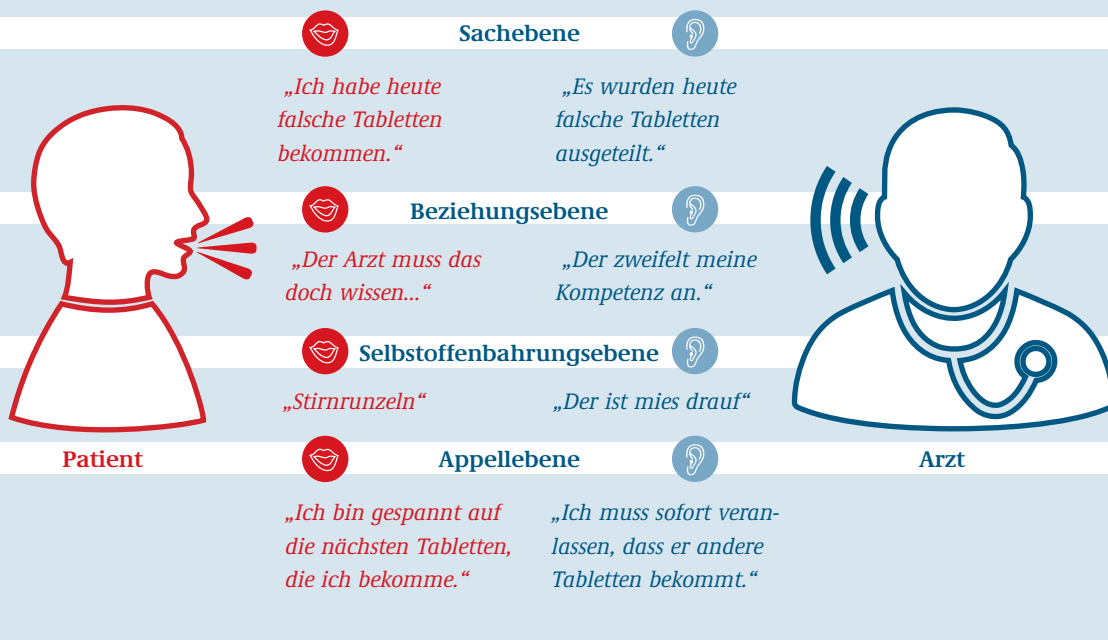 Sachebene
„Ich habe heute
falsche Tabletten
bekommen.“
„Es wurden heute
falsche Tabletten
ausgeteilt.“
Beziehungsebene
„Der Arzt muss das
doch wissen...“
„Der zweifelt meine
Kompetenz an.“
Selbstoffenbahrungsebene
„Stirnrunzeln“
„Der ist mies drauf“
Patient
Appellebene
Arzt
„Ich bin gespannt auf
die nächsten Tabletten,
die ich bekomme.“
„Ich muss sofort veran-
lassen, dass er andere
Tabletten bekommt.“